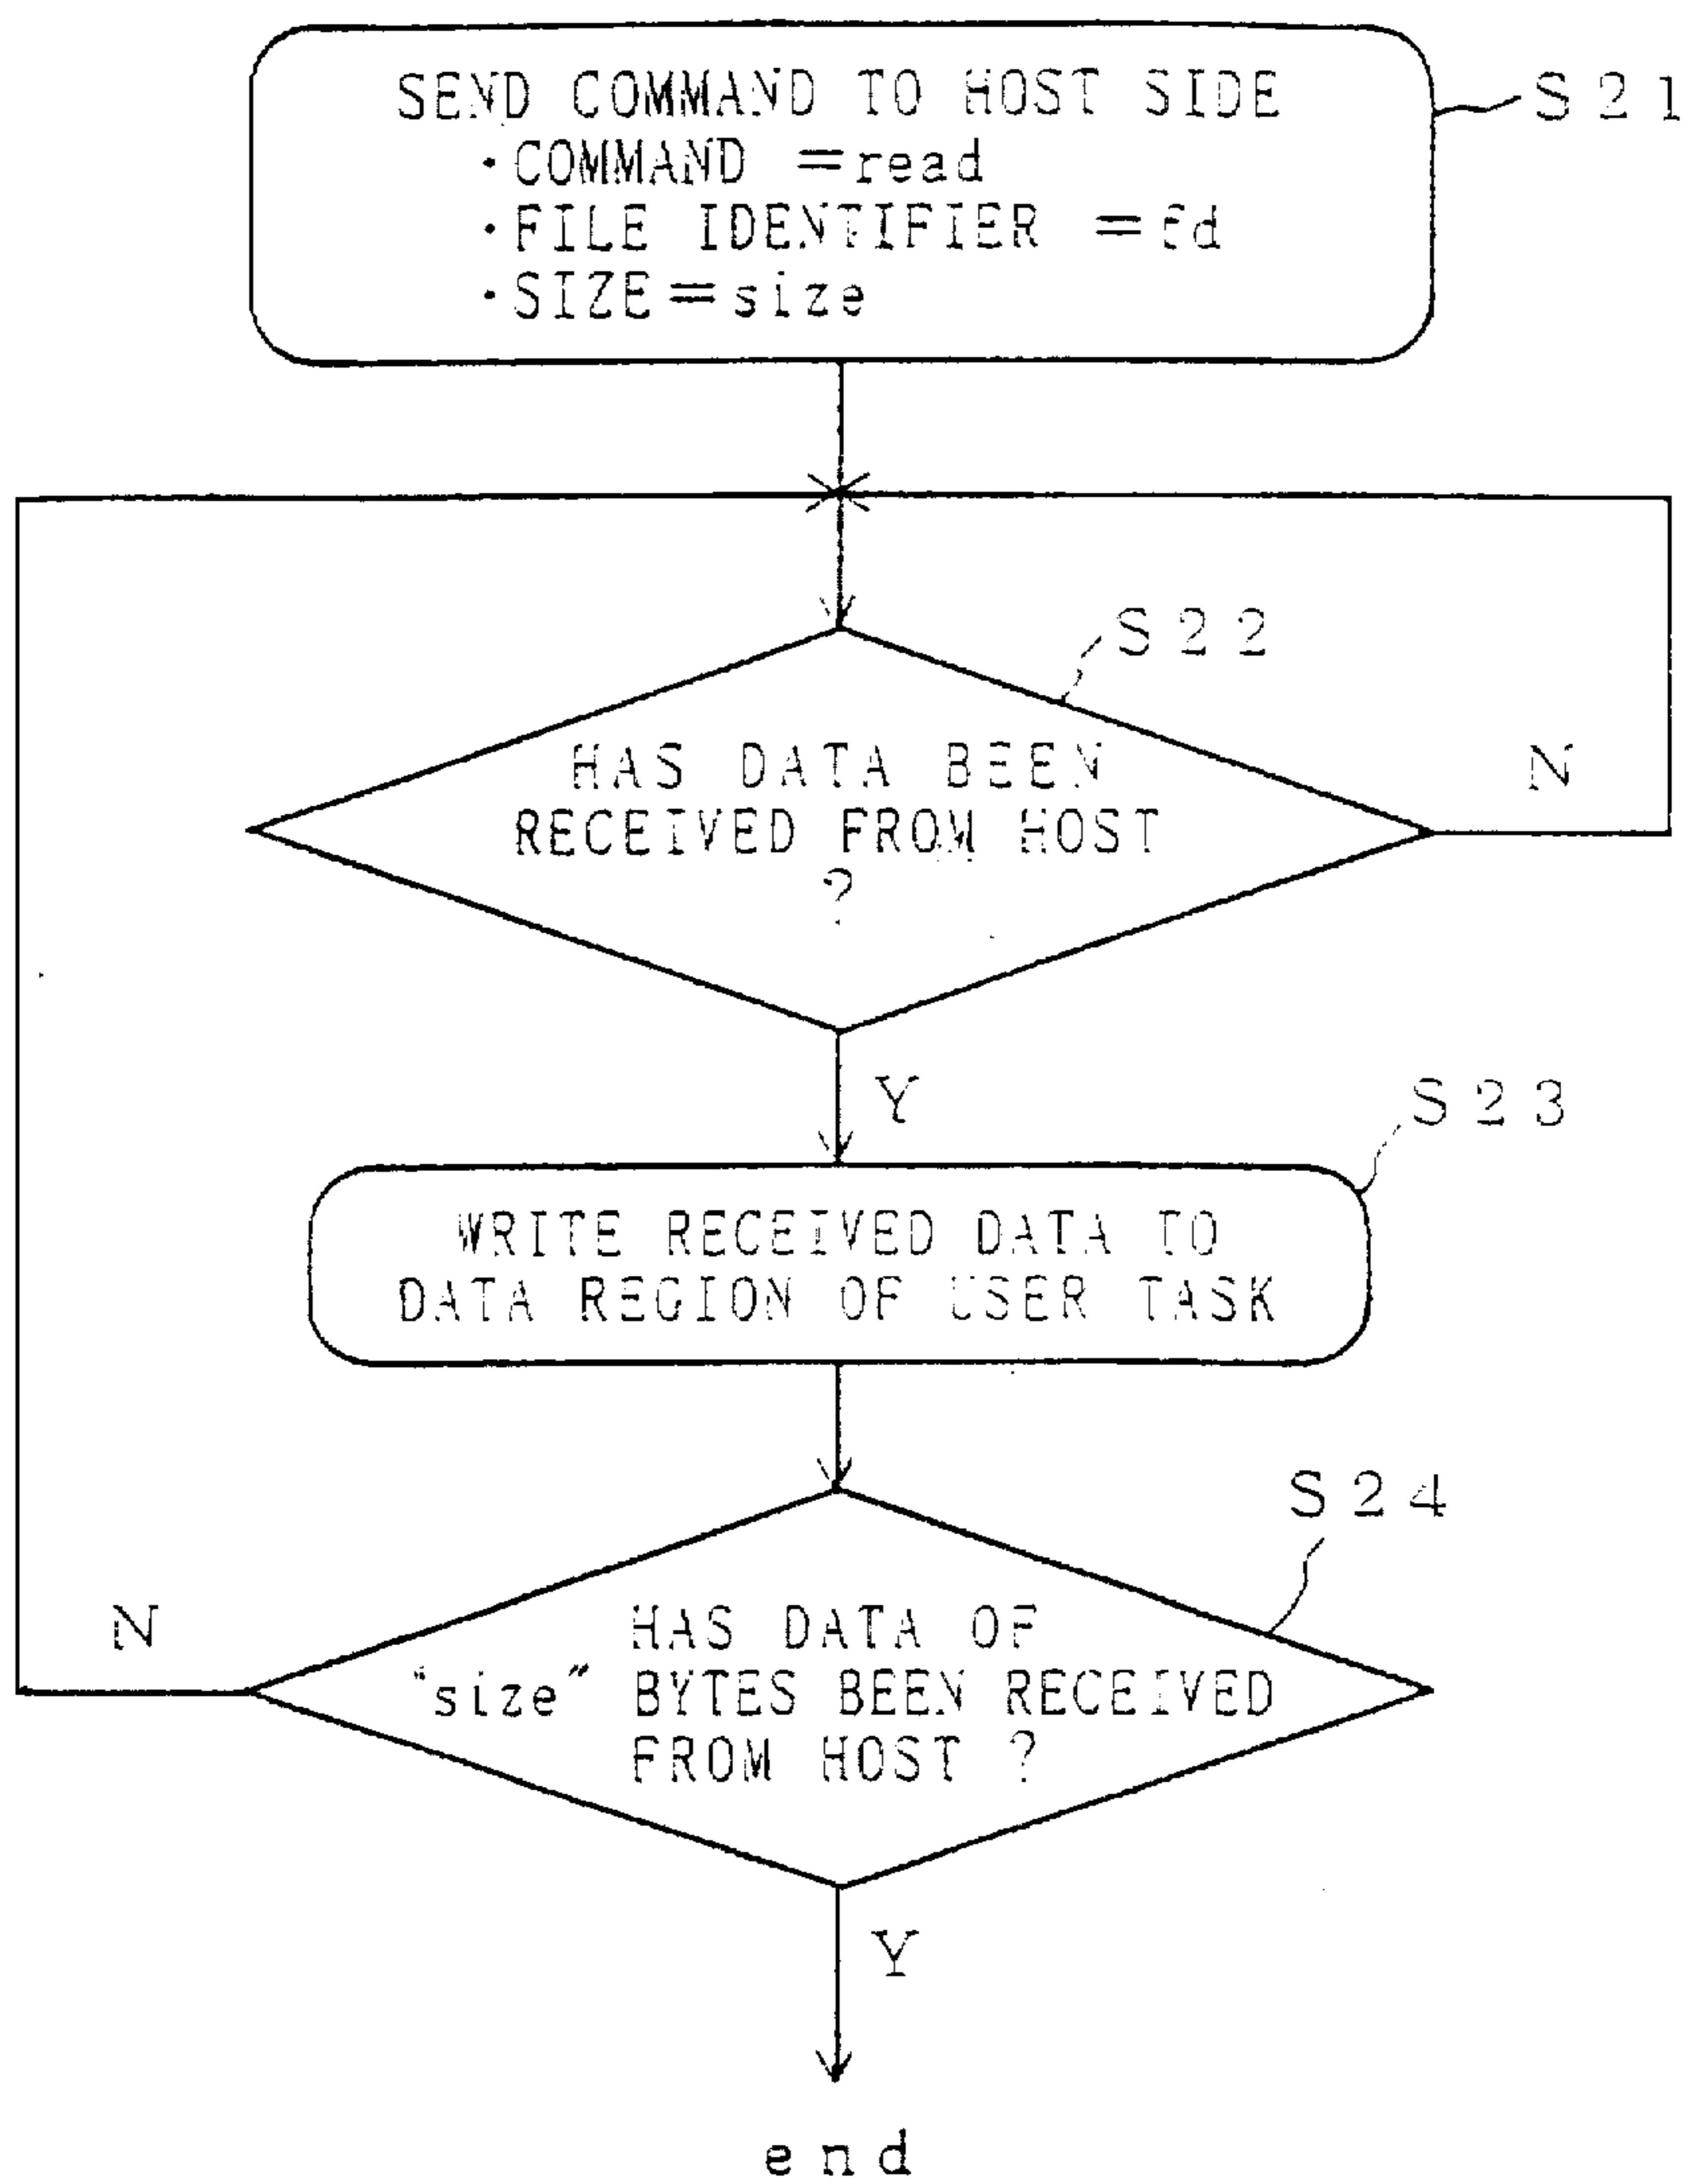 SEND COMMAND TO HOST SIDE
・COMMAND =read
・FILE IDENTIFIER =fd
・SIZE=size
S21
S22
HAS DATA BEEN
RECEIVED FROM HOST
?
N
Y
S23
WRITE RECEIVED DATA TO
DATA REGION OF USER TASK
S24
HAS DATA OF
"size" BYTES BEEN RECEIVED
FROM HOST ?
N
Y
end